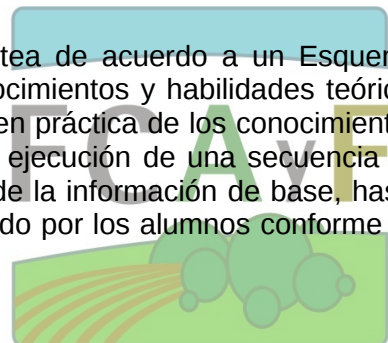 tea de acuerdo a un Esquem
ocimientos y habilidades teóric
FCAyF
en práctica de los conocimient
ejecución de una secuencia
de la información de base, has
do por los alumnos conforme